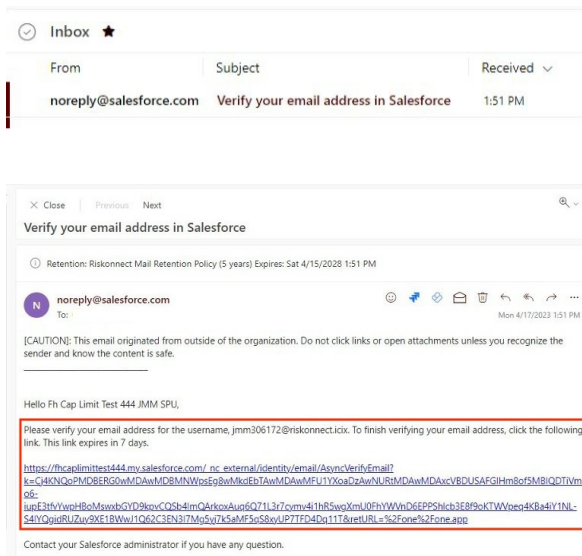 Inbox ★
From Subject Received
noreply@salesforce.com Verify your email address in Salesforce 1:51 PM
Close Previous Next
Verify your email address in Salesforce
Retention: Riskonnect Mail Retention Policy (5 years) Expires: Sat 4/15/2028 1:51 PM
N
noreply@salesforce.com
To:
Mon 4/17/2023 1:51 PM
[CAUTION]: This email originated from outside of the organization. Do not click links or open attachments unless you recognize the
sender and know the content is safe.
Hello Fh Cap Limit Test 444 JMM SPU,
Please verify your email address for the username, jmm306172@riskonnect.icix. To finish verifying your email address, click the following
link. This link expires in 7 days.
https://fhcaplimittest444.my.salesforce.com/_nc_external/identity/email/AsyncVerifyEmail?
Contact your Salesforce administrator if you have any question.